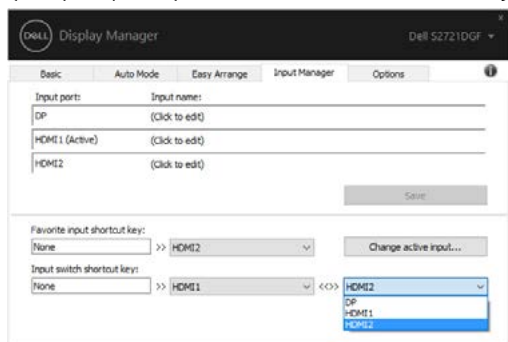 DELL Display Manager Dell S2721DGF
Basic Auto Mode Easy Arrange Input Manager Options
Input port: Input name:
DP (Click to edit)
HDMI1 (Active) (Click to edit)
HDMI2 (Click to edit)
Save
Favorite input shortcut key:
None >> HDMI2 Change active input...
Input switch shortcut key:
None >> HDMI1 <<>> HDMI2
DP
HDMI1
HDMI2